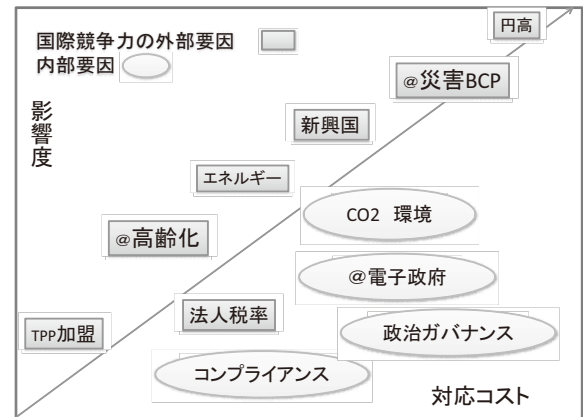 円高
国際競争力の外部要因
内部要因
@災害BCP
影響度
新興国
エネルギー
CO2 環境
@高齢化
@電子政府
法人税率
TPP加盟
政治ガバナンス
コンプライアンス
対応コスト